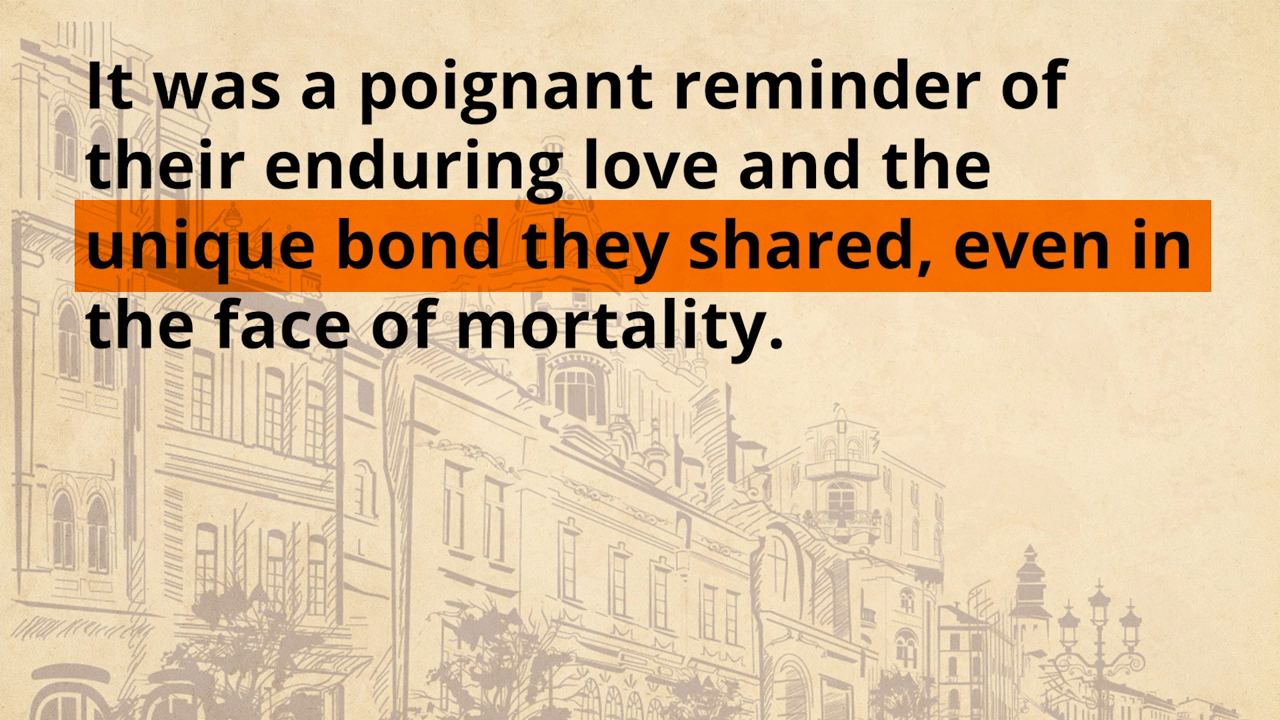 It was a poignant reminder of
their enduring love and the
unique bond they shared, even in
the face of mortality.